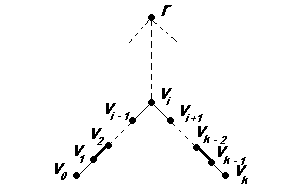 r
V_i
V_{i-1} V_{i+1}
V_2 V_{k-2}
V_1 V_{k-1}
V_0 V_k